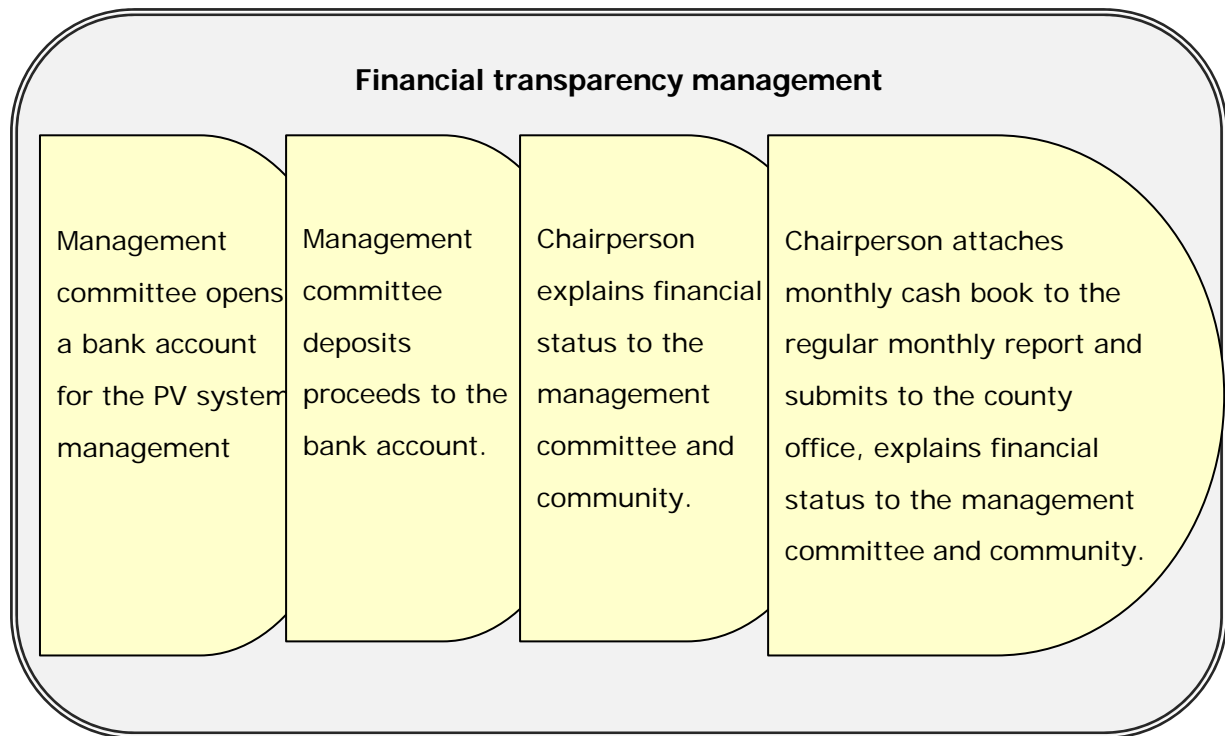 Financial transparency management
Management
committee opens
a bank account
for the PV system
management
Management
committee
deposits
proceeds to the
bank account.
Chairperson
explains financial
status to the
management
committee and
community.
Chairperson attaches
monthly cash book to the
regular monthly report and
submits to the county
office, explains financial
status to the management
committee and community.